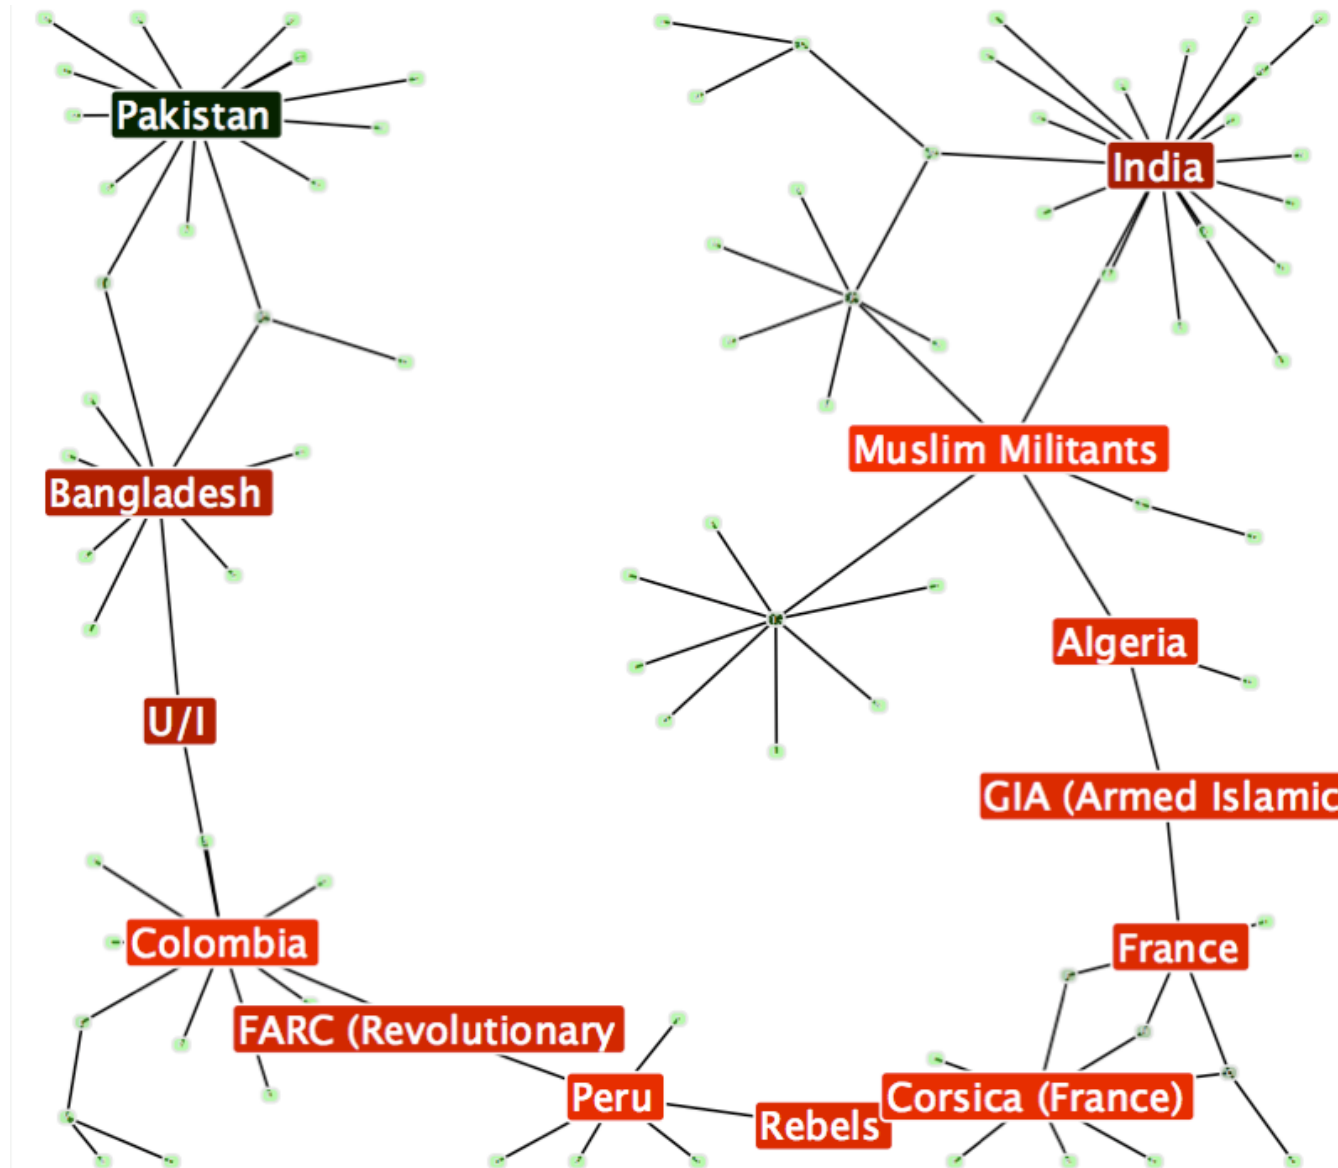 Pakistan
India
Muslim Militants
Bangladesh
Algeria
U/I
GIA (Armed Islamic
Colombia
France
FARC (Revolutionary
Peru
Corsica (France)
Rebels